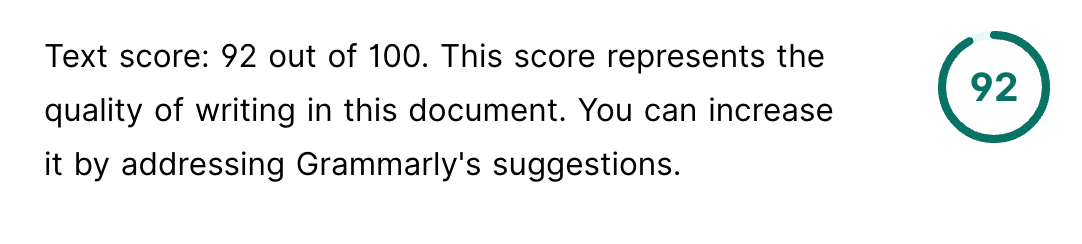 Text score: 92 out of 100. This score represents the
quality of writing in this document. You can increase
it by addressing Grammarly's suggestions.
92